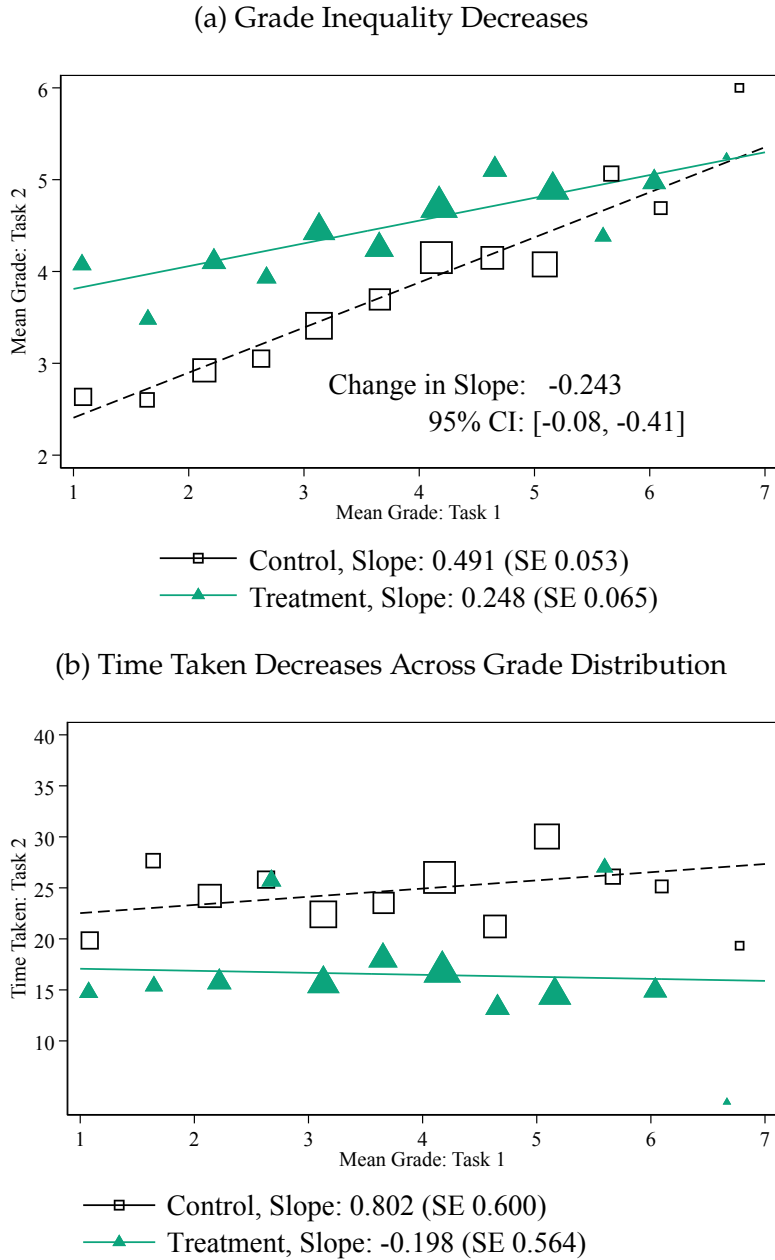 (a) Grade Inequality Decreases
6
5
4
3
2
Mean Grade: Task 2
Change in Slope: -0.243
95% CI: [-0.08, -0.41]
1 2 3 4 5 6 7
Mean Grade: Task 1
Control, Slope: 0.491 (SE 0.053)
Treatment, Slope: 0.248 (SE 0.065)
(b) Time Taken Decreases Across Grade Distribution
40
35
30
25
20
15
10
Time Taken: Task 2
1 2 3 4 5 6 7
Mean Grade: Task 1
Control, Slope: 0.802 (SE 0.600)
Treatment, Slope: -0.198 (SE 0.564)